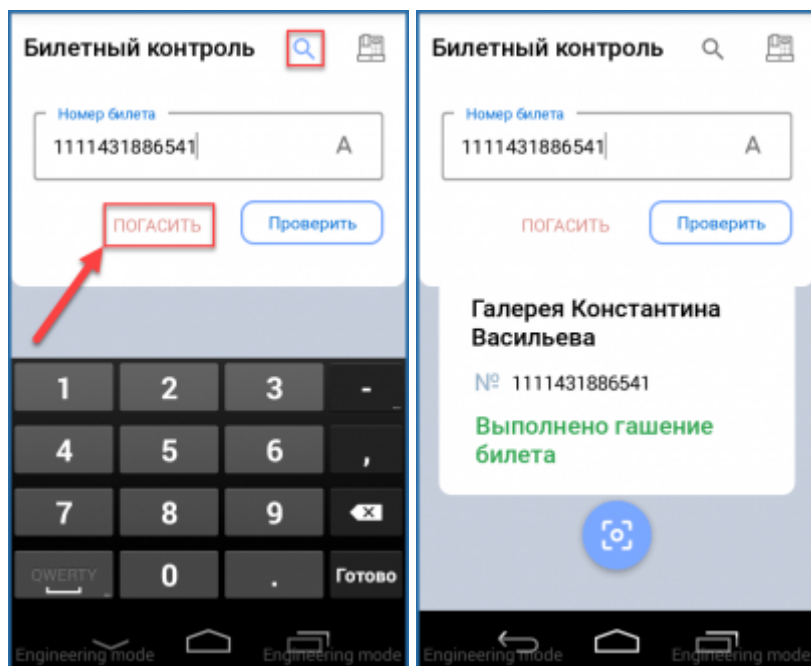 Билетный контроль
Номер билета
1111431886541
A
ПОГАСИТЬ
Проверить
1 2 3 -
4 5 6 ,
7 8 9
QWERTY 0 . Готово
Engineering mode Engineering mode
Билетный контроль
Номер билета
1111431886541
A
ПОГАСИТЬ
Проверить
Галерея Константина
Васильева
№ 1111431886541
Выполнено гашение
билета
Engineering mode Engineering mode